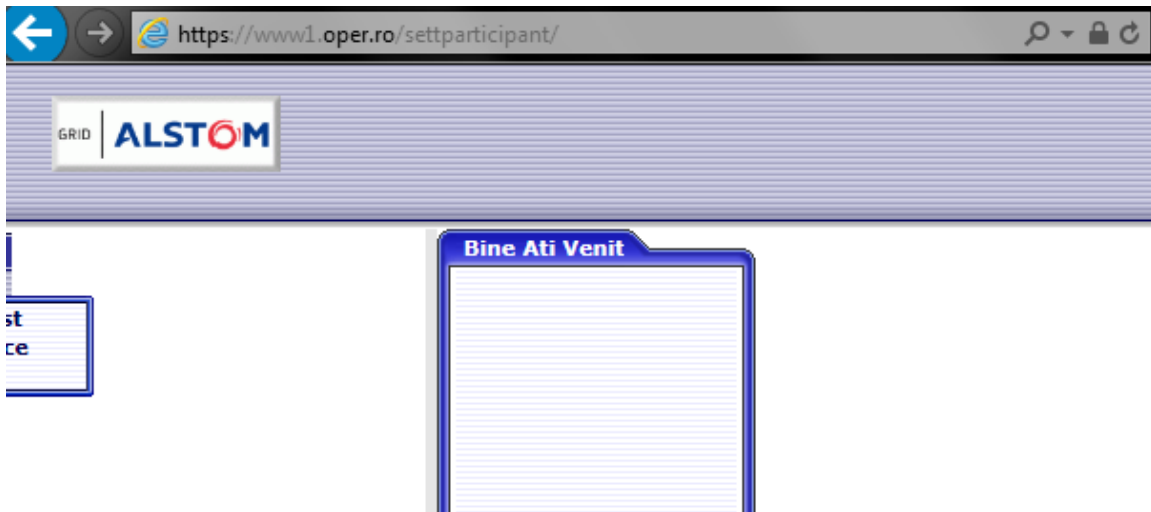 https://www1.oper.ro/settparticipant/
GRID ALSTOM
Bine Ati Venit
st
ce